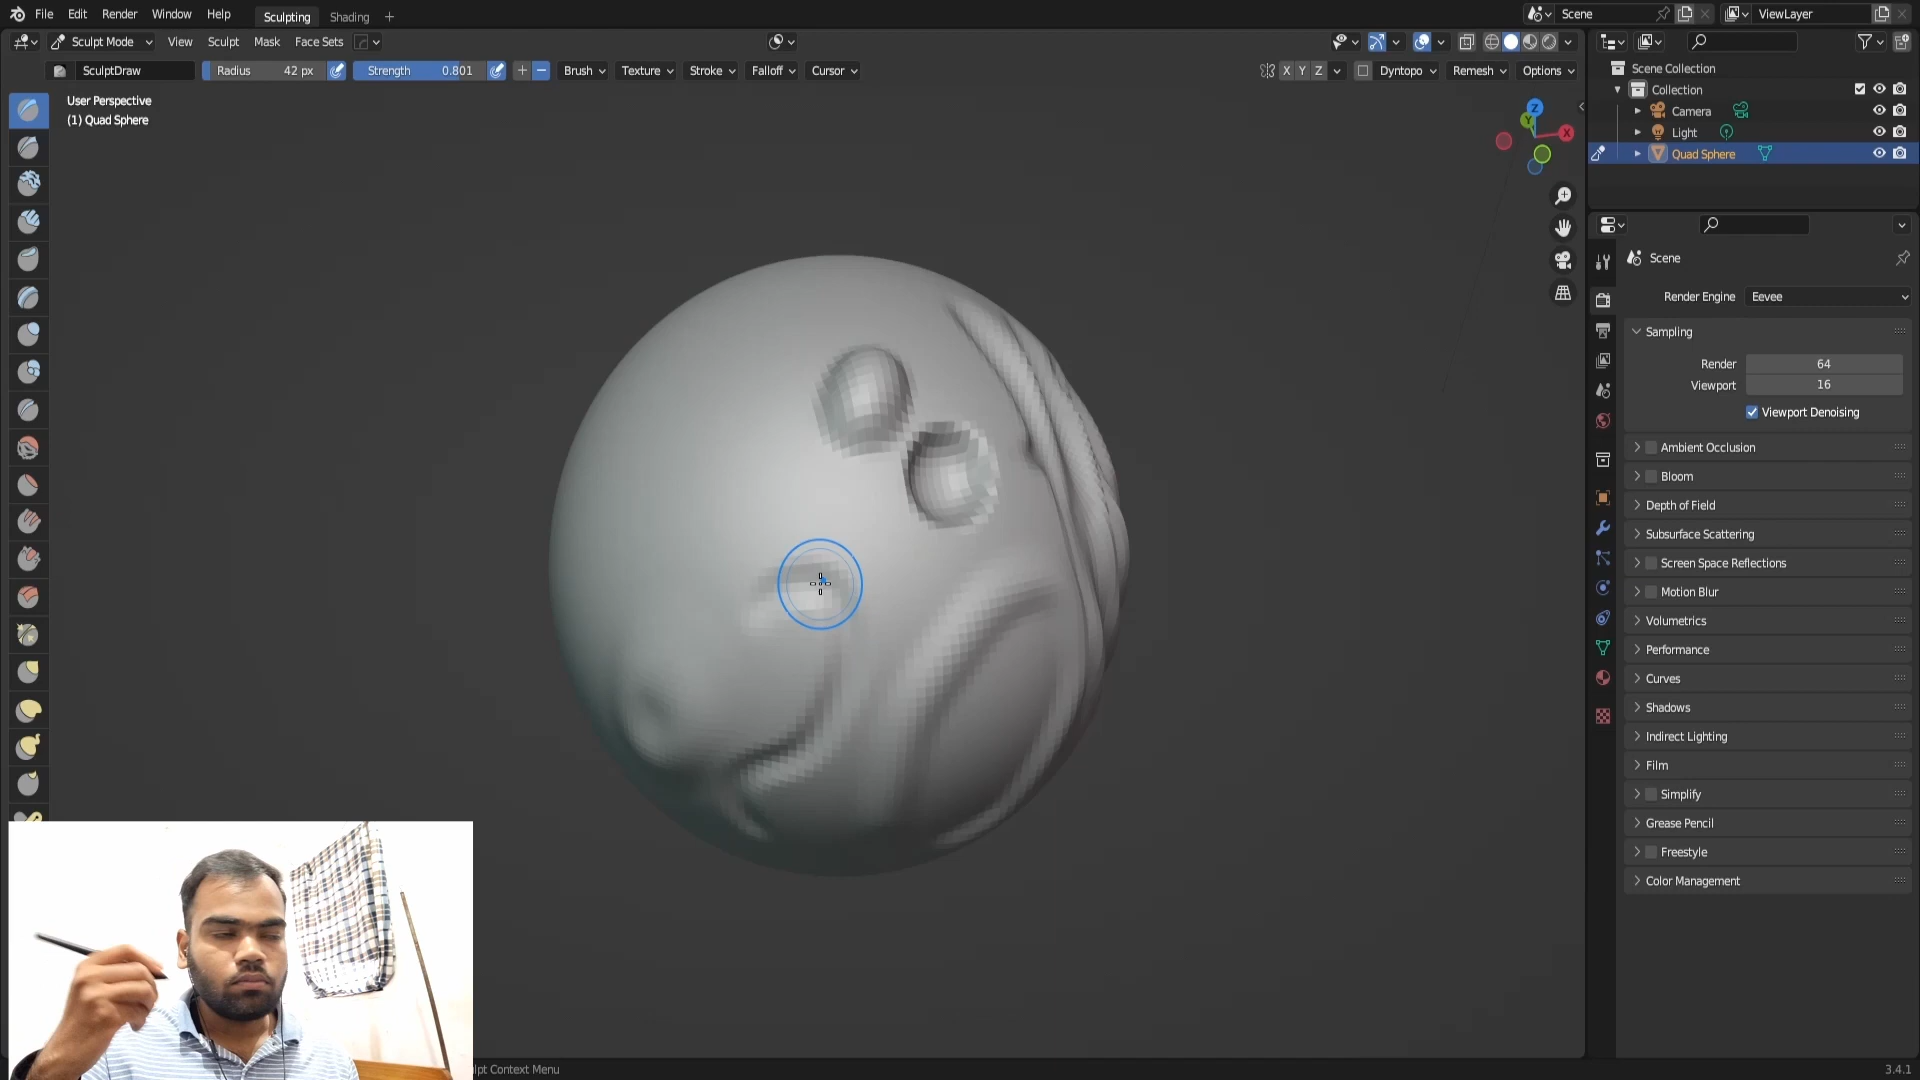 File Edit Render Window Help Sculpting Shading + Scene ViewLayer
Sculpt Mode View Sculpt Mask Face Sets
SculptDraw Radius 42 px Strength 0.801 Brush Texture Stroke Falloff Cursor X Y Z Dyntopo Remesh Options
User Perspective
(1) Quad Sphere
Z
Y
X
Scene Collection
Collection
Camera
Light
Quad Sphere
Scene
Render Engine Eevee
Sampling
Render 64
Viewport 16
Viewport Denoising
Ambient Occlusion
Bloom
Depth of Field
Subsurface Scattering
Screen Space Reflections
Motion Blur
Volumetrics
Performance
Curves
Shadows
Indirect Lighting
Film
Simplify
Grease Pencil
Freestyle
Color Management
lpt Context Menu 3.4.1